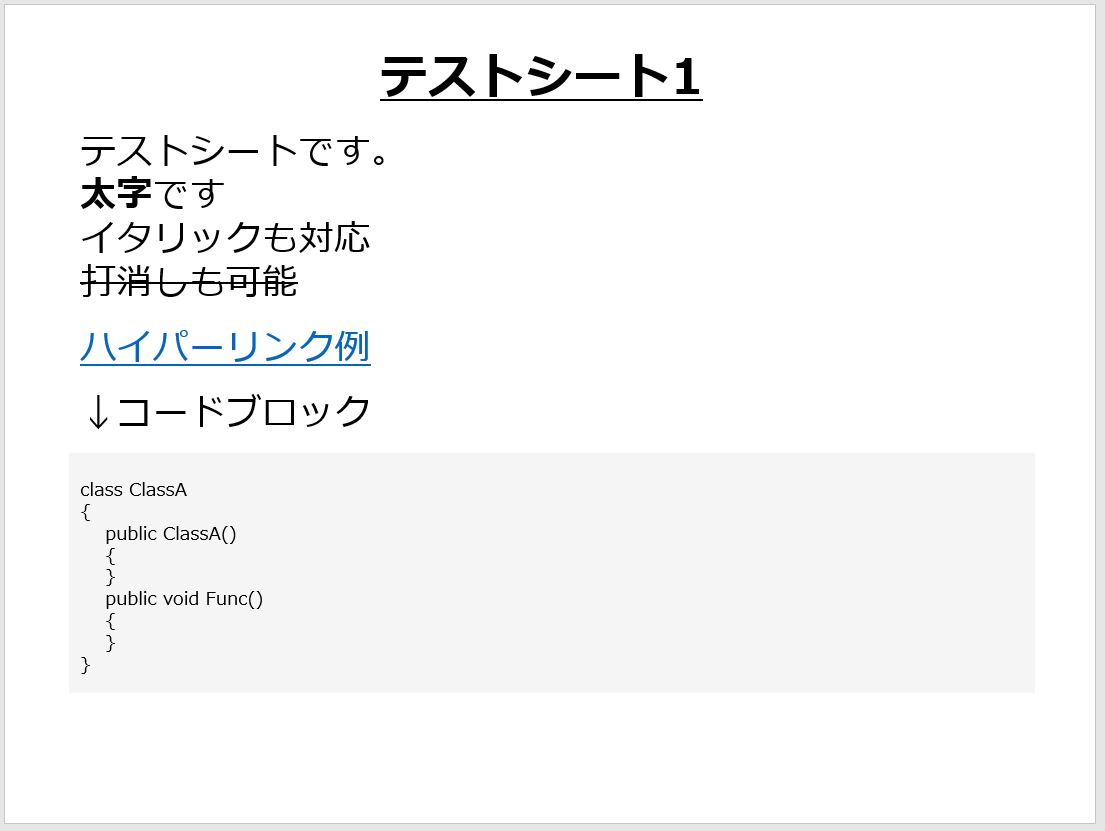 テストシート1
テストシートです。
太字です
イタリックも対応
打消しも可能
ハイパーリンク例
↓コードブロック
class ClassA
{
    public ClassA()
    {
    }
    public void Func()
    {
    }
}